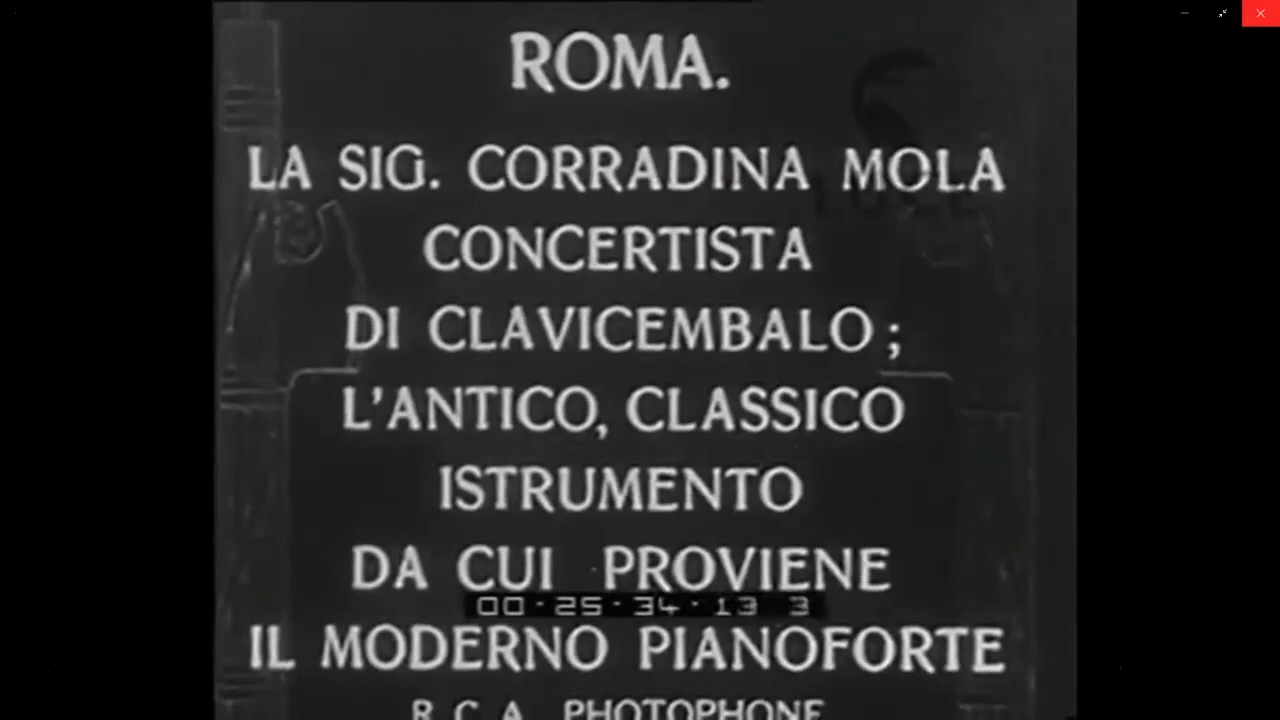 ROMA.
LA SIG. CORRADINA MOLA
CONCERTISTA
DI CLAVICEMBALO ;
L'ANTICO, CLASSICO
ISTRUMENTO
DA CUI PROVIENE
00·25·34·13 3
IL MODERNO PIANOFORTE
R.C.A. PHOTOPHONE